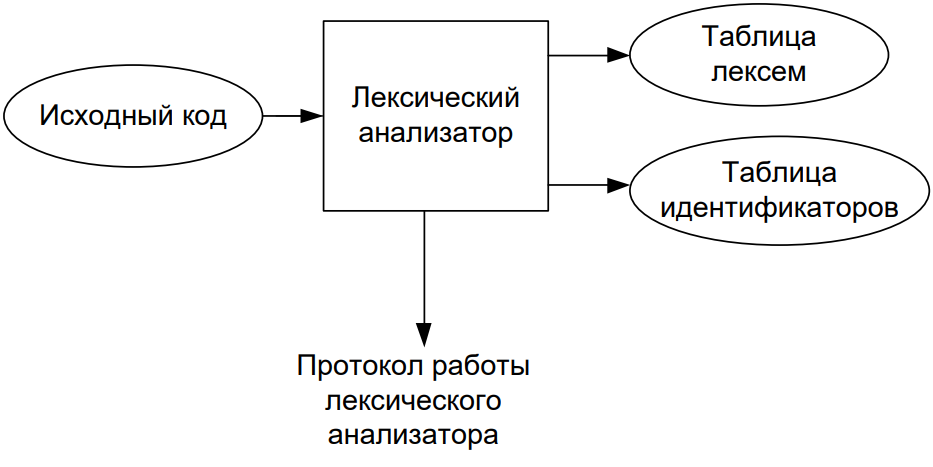 Исходный код
Лексический
анализатор
Таблица
лексем
Таблица
идентификаторов
Протокол работы
лексического
анализатора